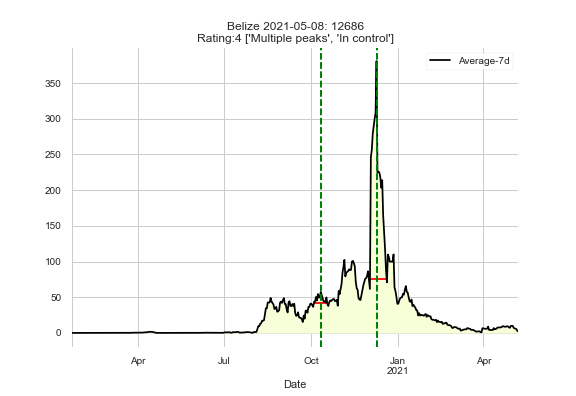 Belize 2021-05-08: 12686
Rating:4 ['Multiple peaks', 'In control']
Average-7d
350
300
250
200
150
100
50
0
Apr
Jul
Oct
Jan
2021
Apr
Date